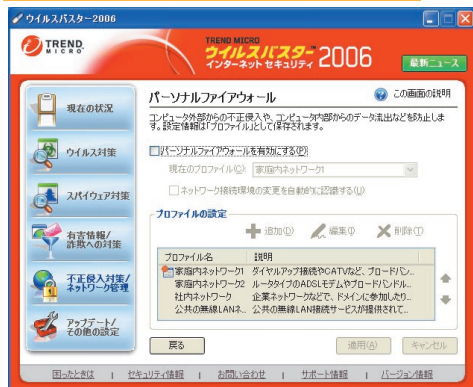 ウイルスバスター2006
TREND MICRO
TREND MICRO
ウイルスバスター™ 2006
インターネット セキュリティ
最新ニュース
現在の状況
ウイルス対策
スパイウェア対策
有害情報/
詐欺への対策
不正侵入対策/
ネットワーク管理
アップデート/
その他の設定
パーソナルファイアウォール
この画面の説明
コンピュータ外部からの不正侵入や、コンピュータ内部からのデータ流出などを防止しま
す。設定情報は「プロファイル」として保存されます。
パーソナルファイアウォールを有効にする(P)
現在のプロファイル(C): 家庭内ネットワーク1
ネットワーク接続環境の変更を自動的に認識する(U)
プロファイルの設定
追加(D) 編集(I) 削除(T)
プロファイル名 説明
家庭内ネットワーク1 ダイヤルアップ接続やCATVなど、ブロードバン...
家庭内ネットワーク2 ルータタイプのADSLモデムやブロードバンドル...
社内ネットワーク 企業ネットワークなどで、ドメインに参加したり...
公共の無線LANネ... 公共の無線LAN接続サービスが提供されて...
戻る 適用(A) キャンセル
困ったときは | セキュリティ情報 | お問い合わせ | サポート情報 | バージョン情報